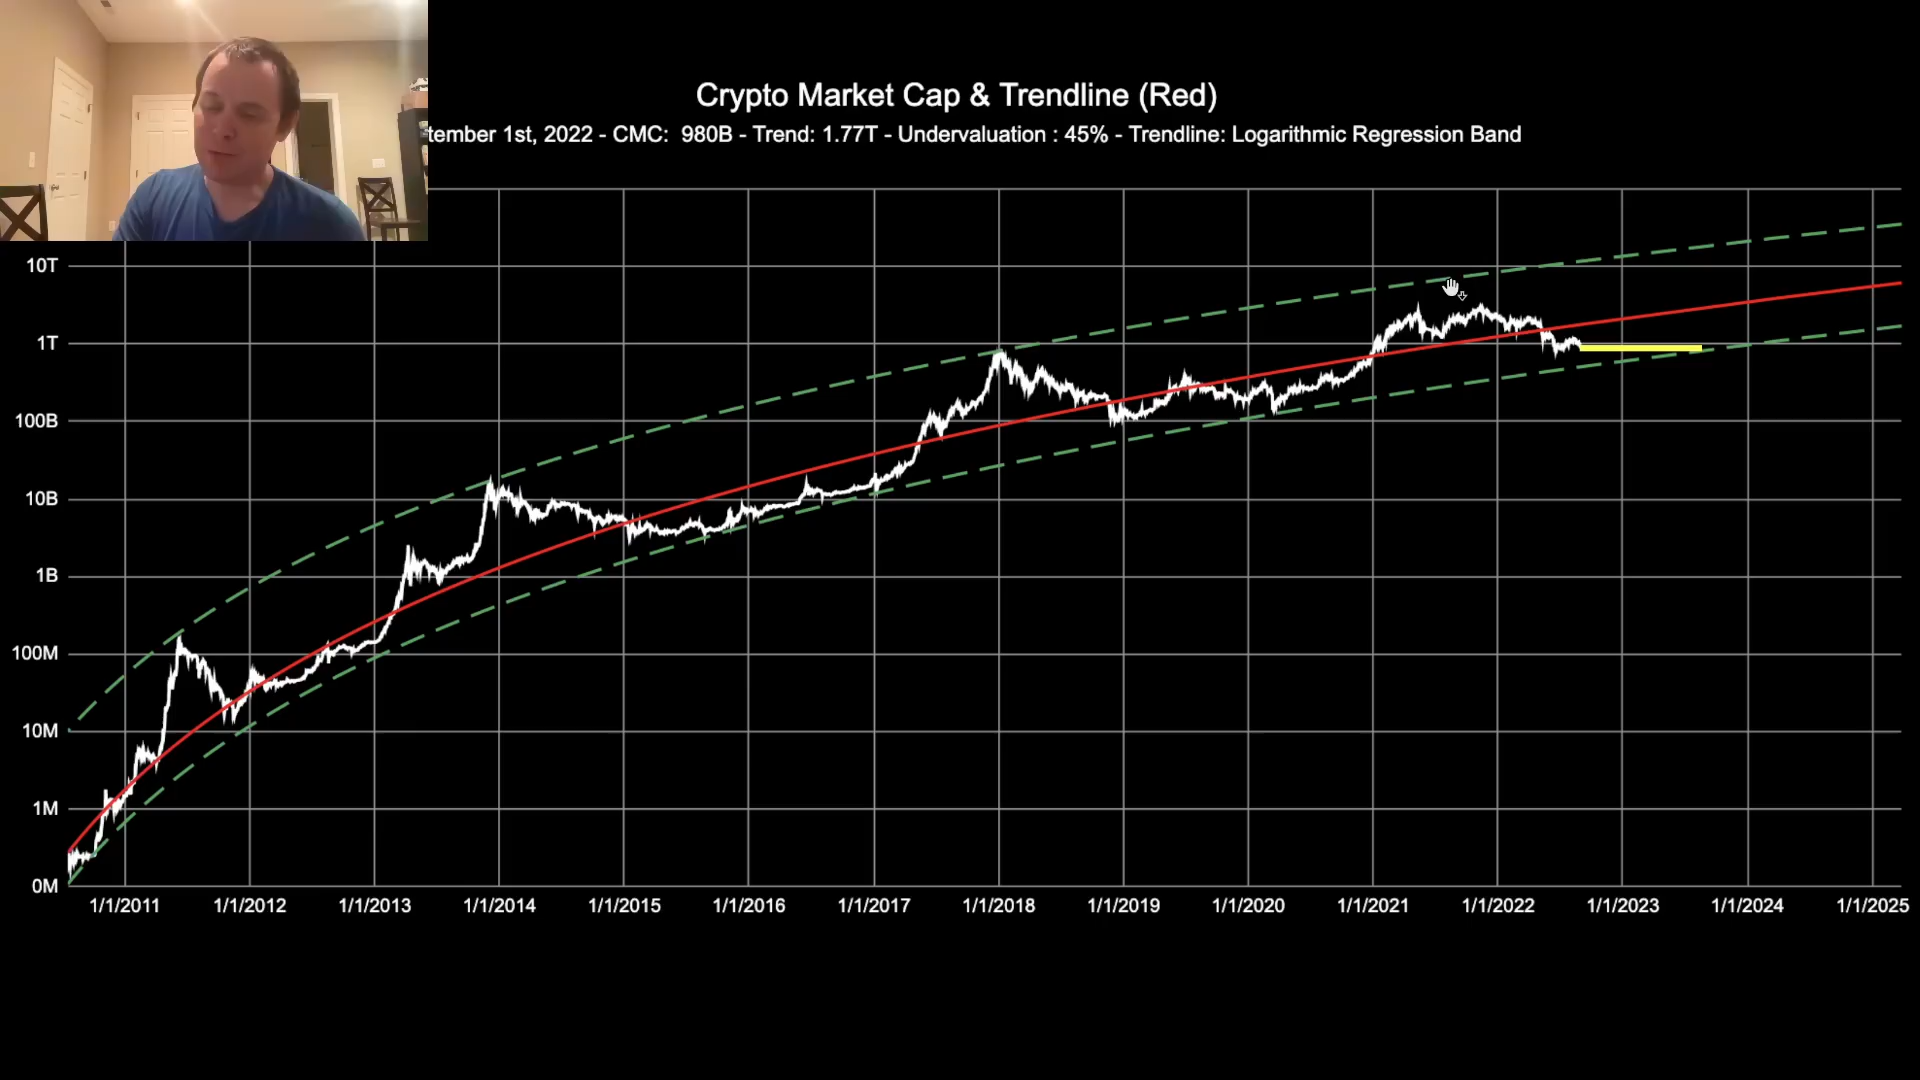 Crypto Market Cap & Trendline (Red)
tember 1st, 2022 - CMC: 980B - Trend: 1.77T - Undervaluation : 45% - Trendline: Logarithmic Regression Band
10T
1T
100B
10B
1B
100M
10M
1M
0M
1/1/2011 1/1/2012 1/1/2013 1/1/2014 1/1/2015 1/1/2016 1/1/2017 1/1/2018 1/1/2019 1/1/2020 1/1/2021 1/1/2022 1/1/2023 1/1/2024 1/1/2025